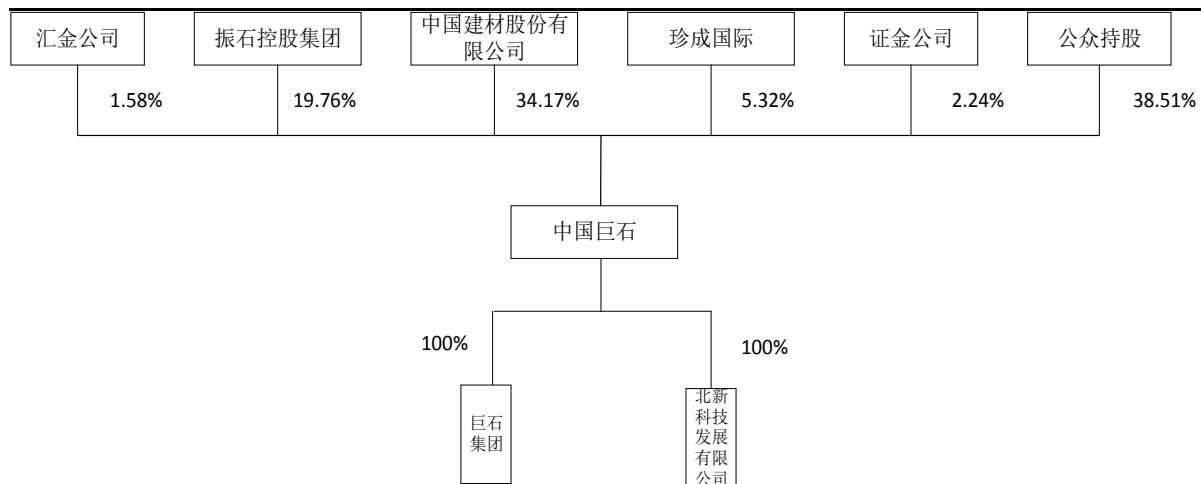 汇金公司
振石控股集团
中国建材股份有
限公司
珍成国际
证金公司
公众持股
1.58%
19.76%
34.17%
5.32%
2.24%
38.51%
中国巨石
100%
100%
巨石
集团
北新
科技
发展
有限
公司